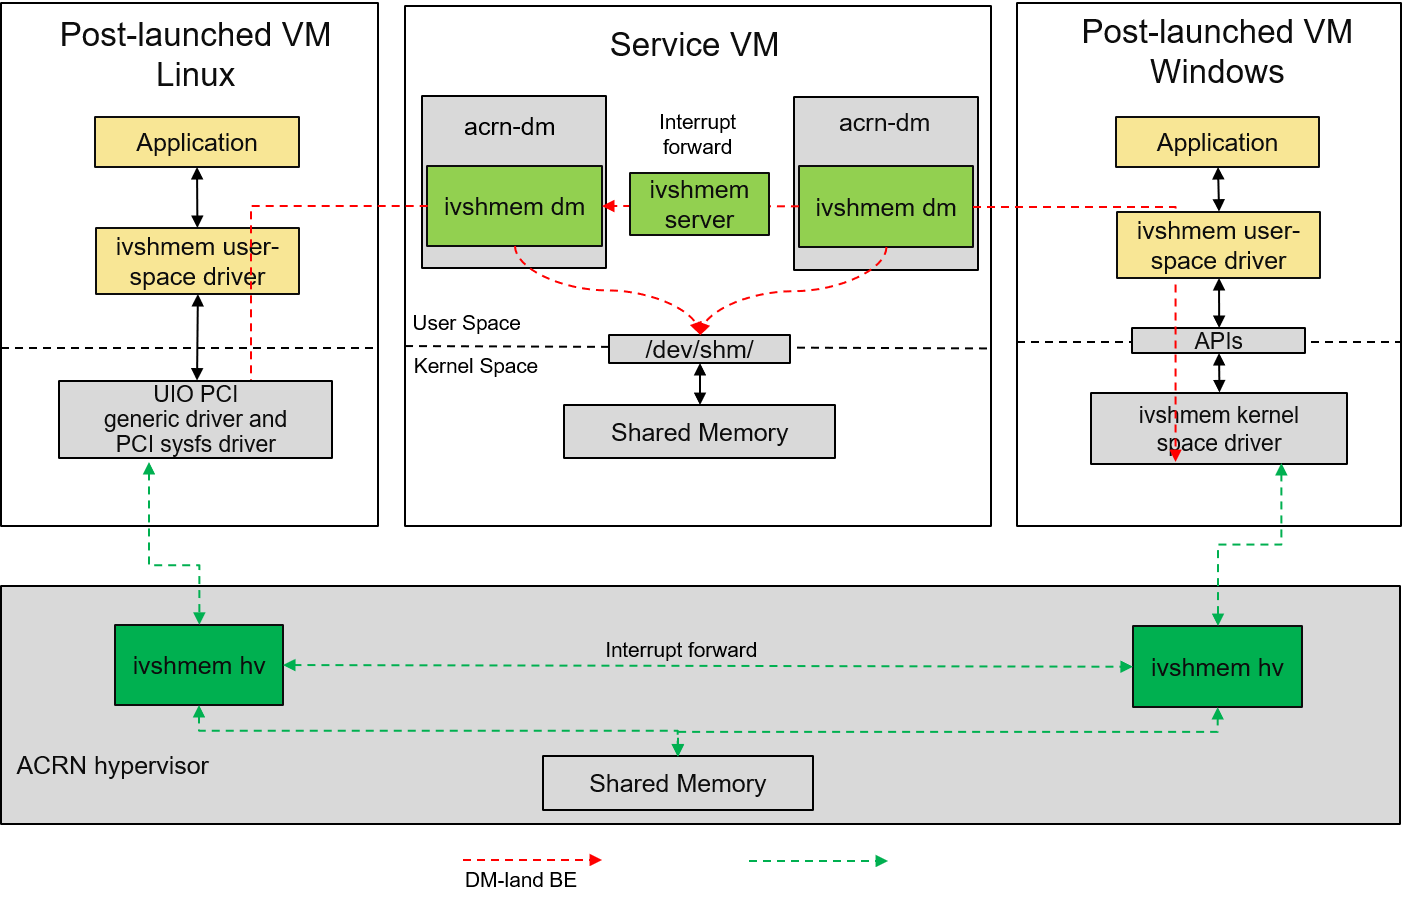 Post-launched VM
Linux
Application
ivshmem user-
space driver
UIO PCI
generic driver and
PCI sysfs driver
Service VM
acrn-dm
ivshmem dm
Interrupt
forward
ivshmem
server
acrn-dm
ivshmem dm
User Space
Kernel Space
/dev/shm/
Shared Memory
Post-launched VM
Windows
Application
ivshmem user-
space driver
APIs
ivshmem kernel
space driver
ivshmem hv
Interrupt forward
ivshmem hv
ACRN hypervisor
Shared Memory
DM-land BE